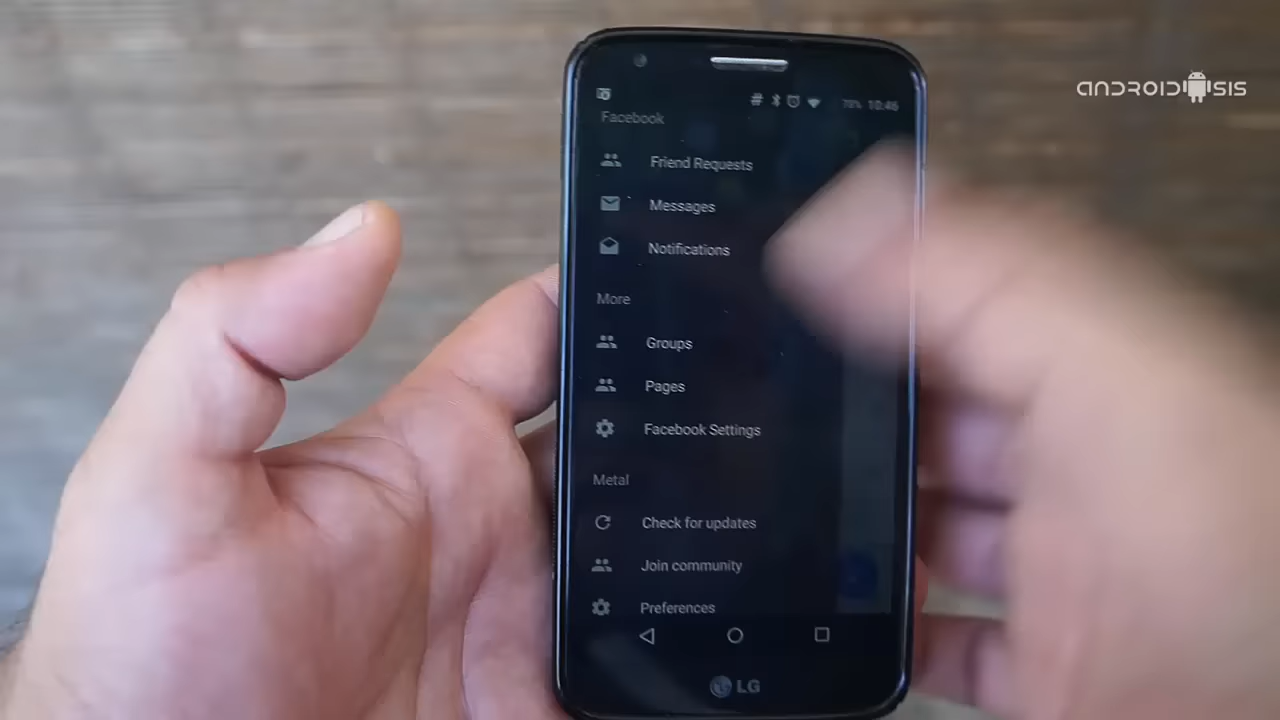 ANDROIDSIS
# 78% 10:46
Facebook
Friend Requests
Messages
Notifications
More
Groups
Pages
Facebook Settings
Metal
Check for updates
Join community
Preferences
LG